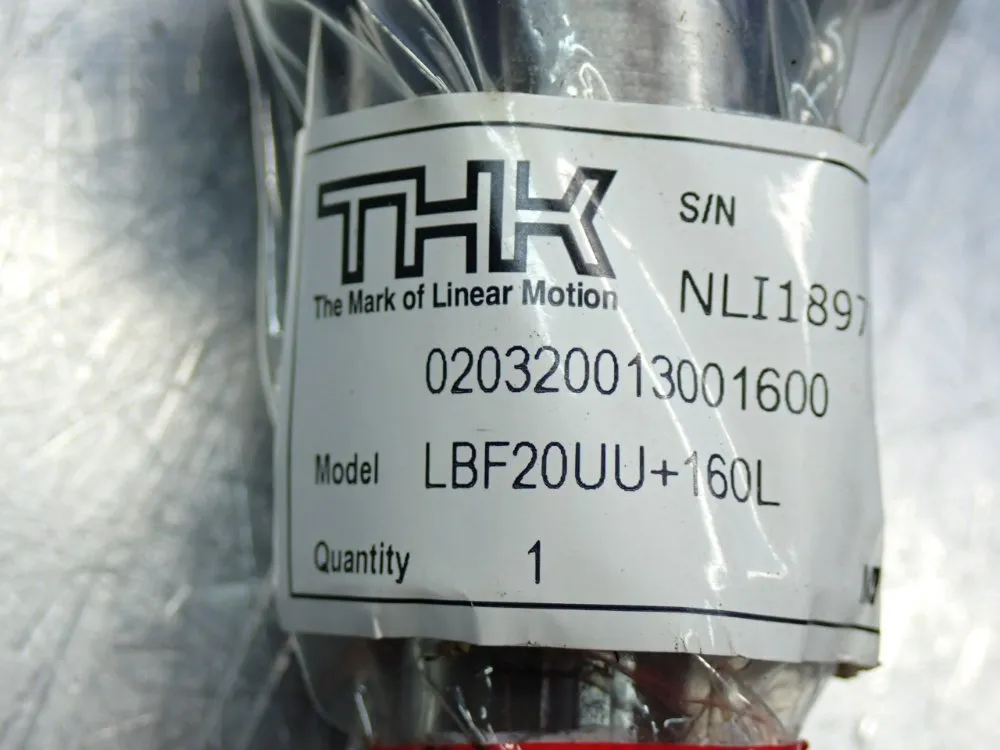 THK
S/N
The Mark of Linear Motion
NLI1897
020320013001600
Model LBF20UU+160L
Quantity 1